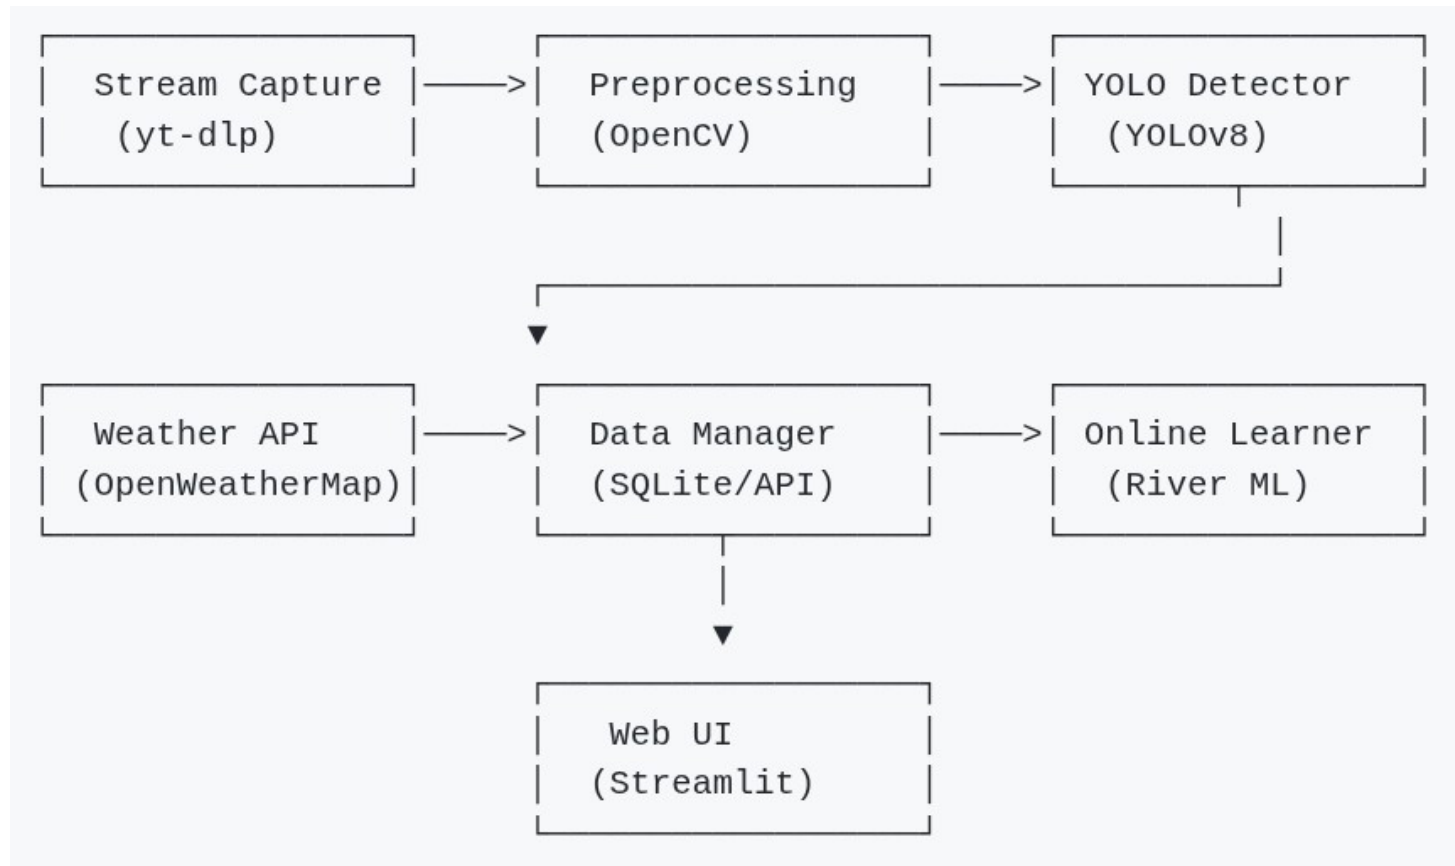 Stream Capture
(yt-dlp)
Preprocessing
(OpenCV)
YOLO Detector
(YOLOv8)
Weather API
(OpenWeatherMap)
Data Manager
(SQLite/API)
Online Learner
(River ML)
Web UI
(Streamlit)